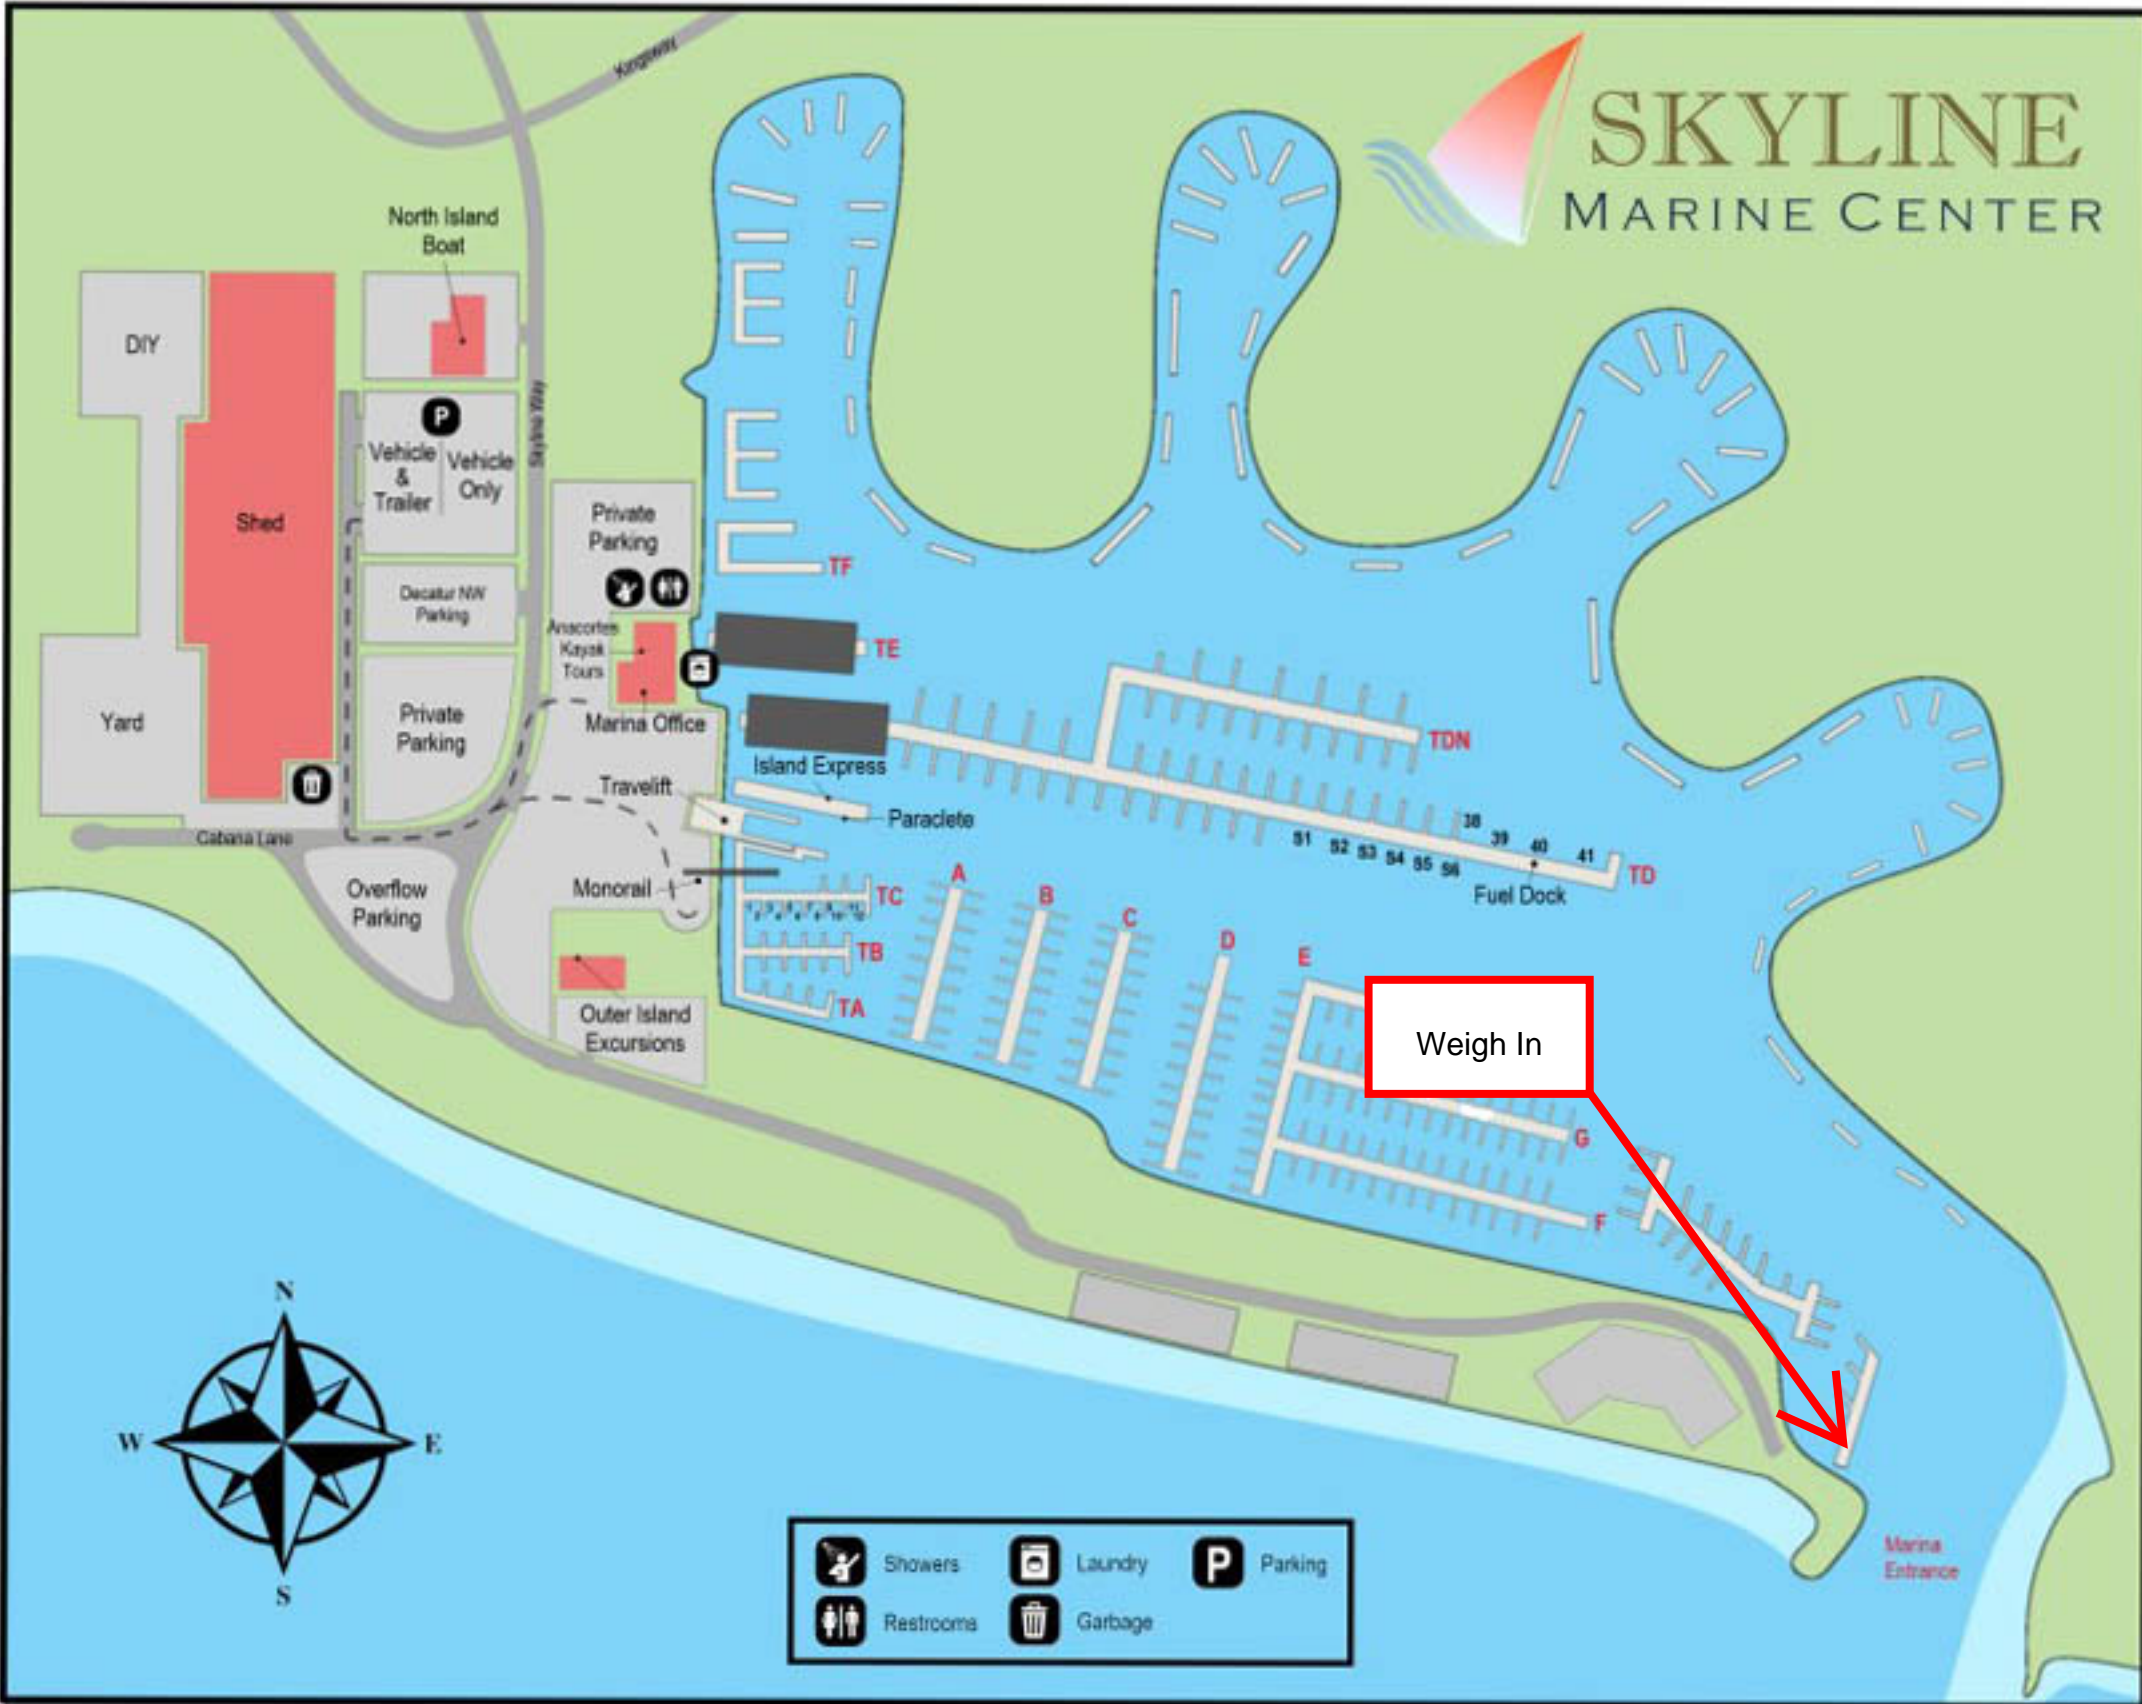 Kingsway
SKYLINE
MARINE CENTER
North Island
Boat
DIY
Skyline Way
P
Vehicle
&
Trailer
Vehicle
Only
Shed
Private
Parking
TF
Decatur NW
Parking
Anacortes
Kayak
Tours
TE
Yard
Private
Parking
Marina Office
TDN
Island Express
Travelift
Paraclete
Cabana Lane
38
39
40
41
S1
S2
S3
S4
S5
S6
TD
Fuel Dock
Overflow
Parking
Monorail
TC
A
B
C
D
E
TB
TA
Outer Island
Excursions
Weigh In
G
F
N
W
E
S
Showers
Laundry
P
Parking
Restrooms
Garbage
Marina
Entrance